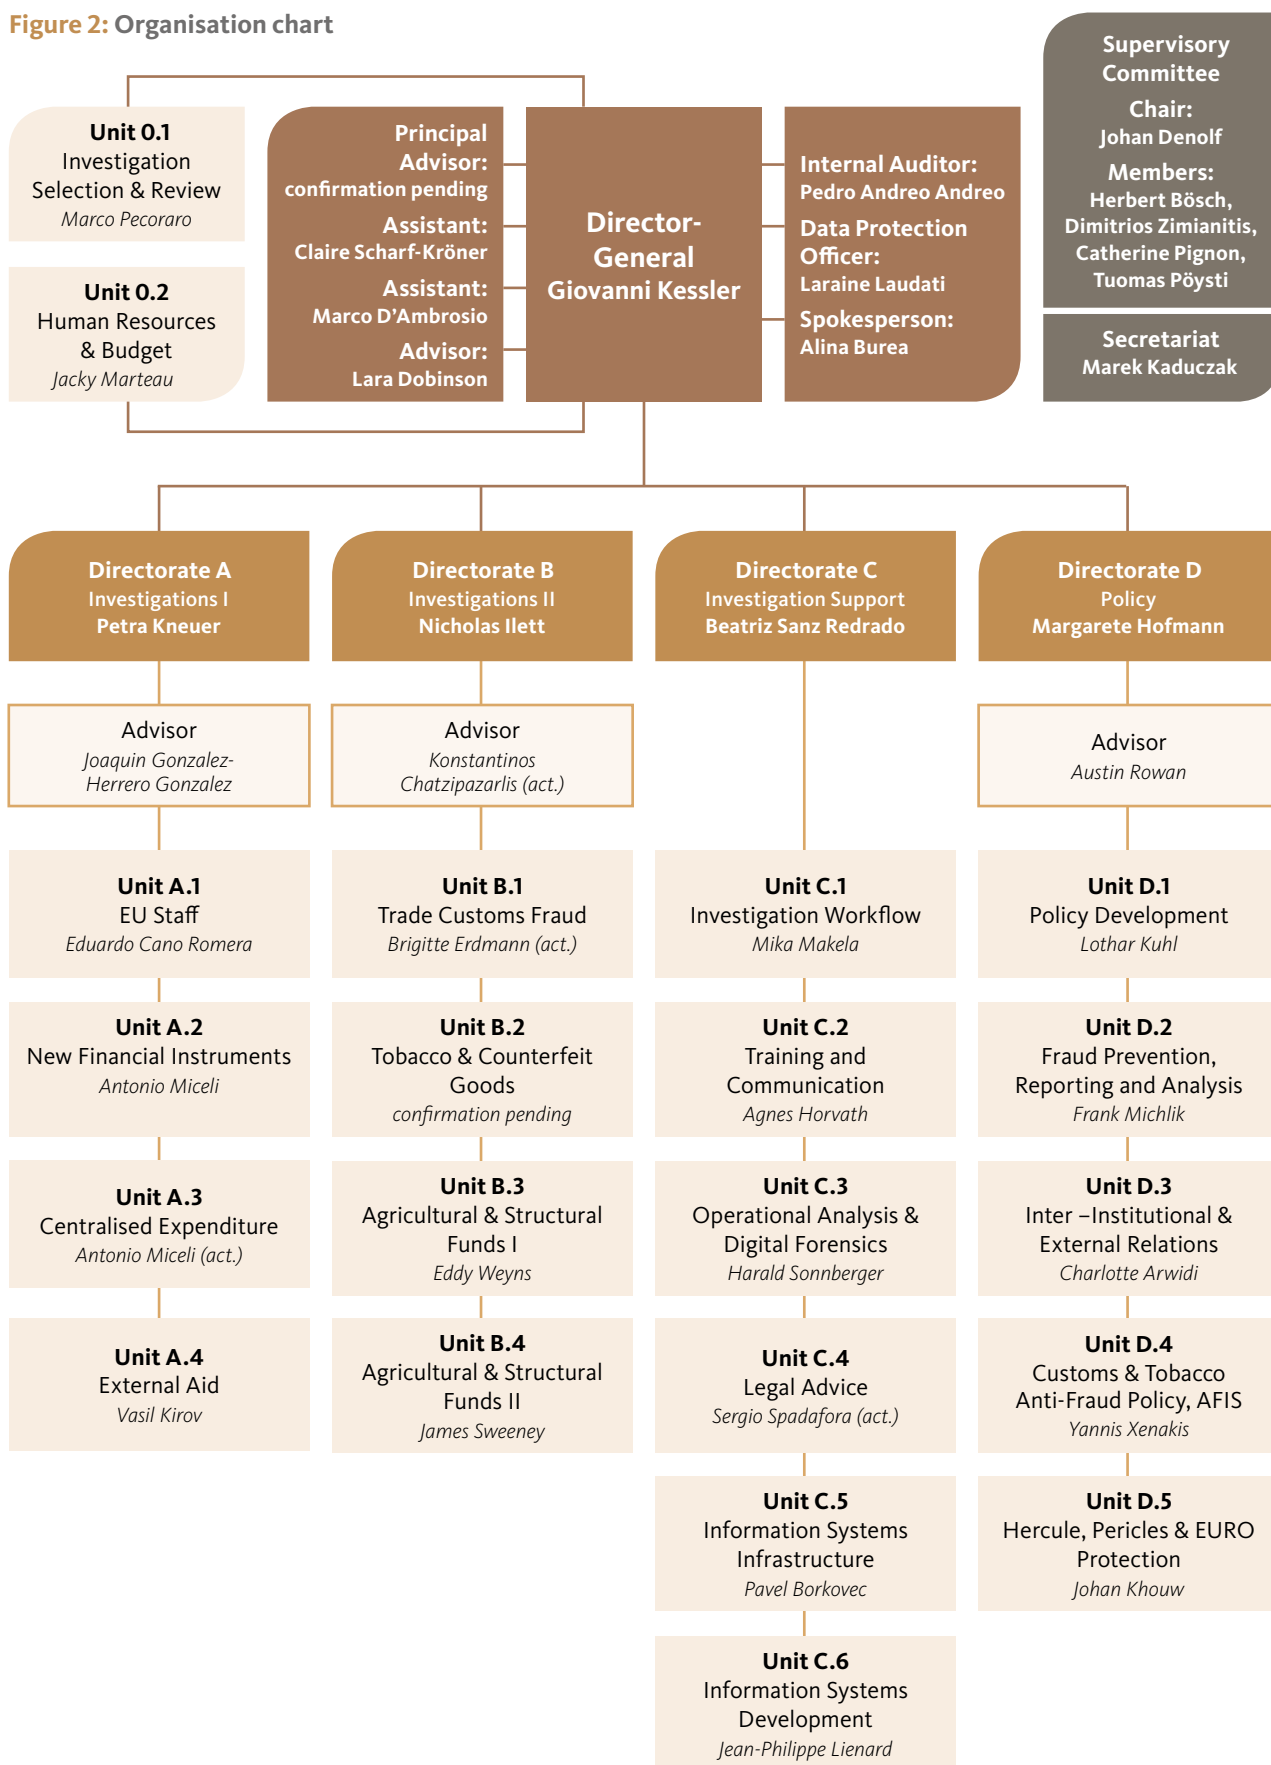 Figure 2: Organisation chart
Unit 0.1
Investigation
Selection & Review
Marco Pecoraro
Unit 0.2
Human Resources
& Budget
Jacky Marteau
Principal
Advisor:
confirmation pending
Assistant:
Claire Scharf-Kröner
Assistant:
Marco D’Ambrosio
Advisor:
Lara Dobinson
Director-
General
Giovanni Kessler
Internal Auditor:
Pedro Andreo Andreo
Data Protection
Officer:
Laraine Laudati
Spokesperson:
Alina Burea
Supervisory
Committee
Chair:
Johan Denolf
Members:
Herbert Bösch,
Dimitrios Zimianitis,
Catherine Pignon,
Tuomas Pöysti
Secretariat
Marek Kaduczak
Directorate A
Investigations I
Petra Kneuer
Advisor
Joaquin Gonzalez-
Herrero Gonzalez
Unit A.1
EU Staff
Eduardo Cano Romera
Unit A.2
New Financial Instruments
Antonio Miceli
Unit A.3
Centralised Expenditure
Antonio Miceli (act.)
Unit A.4
External Aid
Vasil Kirov
Directorate B
Investigations II
Nicholas Ilett
Advisor
Konstantinos
Chatzipazarlis (act.)
Unit B.1
Trade Customs Fraud
Brigitte Erdmann (act.)
Unit B.2
Tobacco & Counterfeit
Goods
confirmation pending
Unit B.3
Agricultural & Structural
Funds I
Eddy Weyns
Unit B.4
Agricultural & Structural
Funds II
James Sweeney
Directorate C
Investigation Support
Beatriz Sanz Redrado
Unit C.1
Investigation Workflow
Mika Makela
Unit C.2
Training and
Communication
Agnes Horvath
Unit C.3
Operational Analysis &
Digital Forensics
Harald Sonnberger
Unit C.4
Legal Advice
Sergio Spadafora (act.)
Unit C.5
Information Systems
Infrastructure
Pavel Borkovec
Unit C.6
Information Systems
Development
Jean-Philippe Lienard
Directorate D
Policy
Margarete Hofmann
Advisor
Austin Rowan
Unit D.1
Policy Development
Lothar Kuhl
Unit D.2
Fraud Prevention,
Reporting and Analysis
Frank Michlik
Unit D.3
Inter –Institutional &
External Relations
Charlotte Arwidi
Unit D.4
Customs & Tobacco
Anti-Fraud Policy, AFIS
Yannis Xenakis
Unit D.5
Hercule, Pericles & EURO
Protection
Johan Khouw